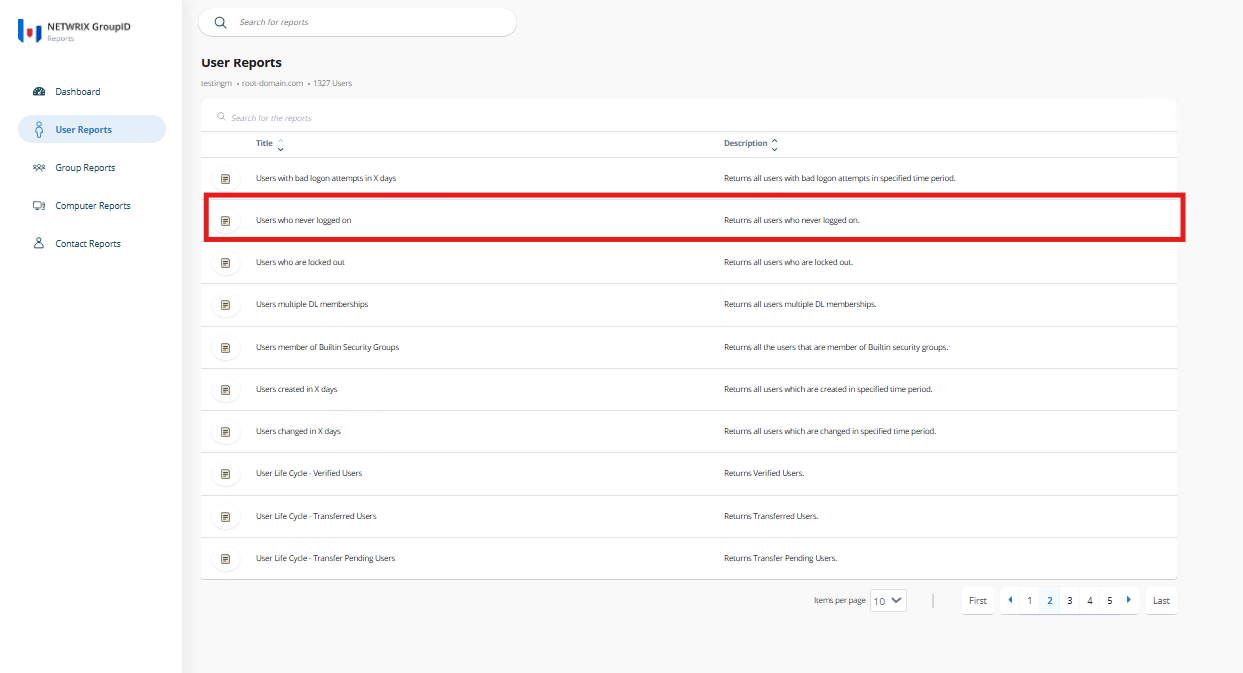 NETWRIX GroupID
Reports
Search for reports
Dashboard
User Reports
Group Reports
Computer Reports
Contact Reports
User Reports
testingm • root-domain.com • 1327 Users
Search for the reports
Title Description
Users with bad logon attempts in X days Returns all users with bad logon attempts in specified time period.
Users who never logged on Returns all users who never logged on.
Users who are locked out Returns all users who are locked out.
Users multiple DL memberships Returns all users multiple DL memberships.
Users member of Builtin Security Groups Returns all the users that are member of Builtin security groups.
Users created in X days Returns all users which are created in specified time period.
Users changed in X days Returns all users which are changed in specified time period.
User Life Cycle - Verified Users Returns Verified Users.
User Life Cycle - Transferred Users Returns Transferred Users.
User Life Cycle - Transfer Pending Users Returns Transfer Pending Users.
Items per page 10 | First 1 2 3 4 5 Last